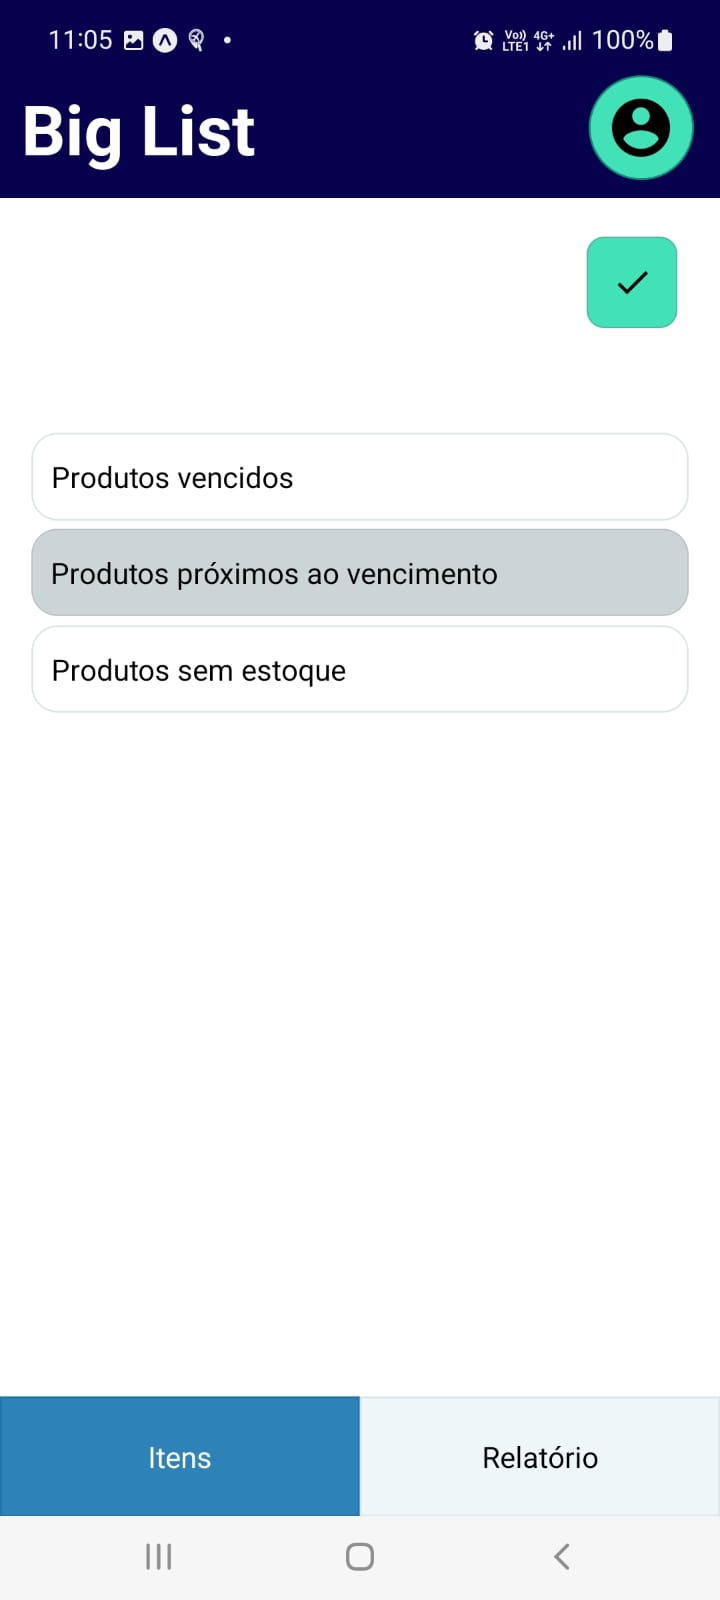 11:05
Vo)) LTE1 4G+ 100%
Big List
Produtos vencidos
Produtos próximos ao vencimento
Produtos sem estoque
Itens
Relatório